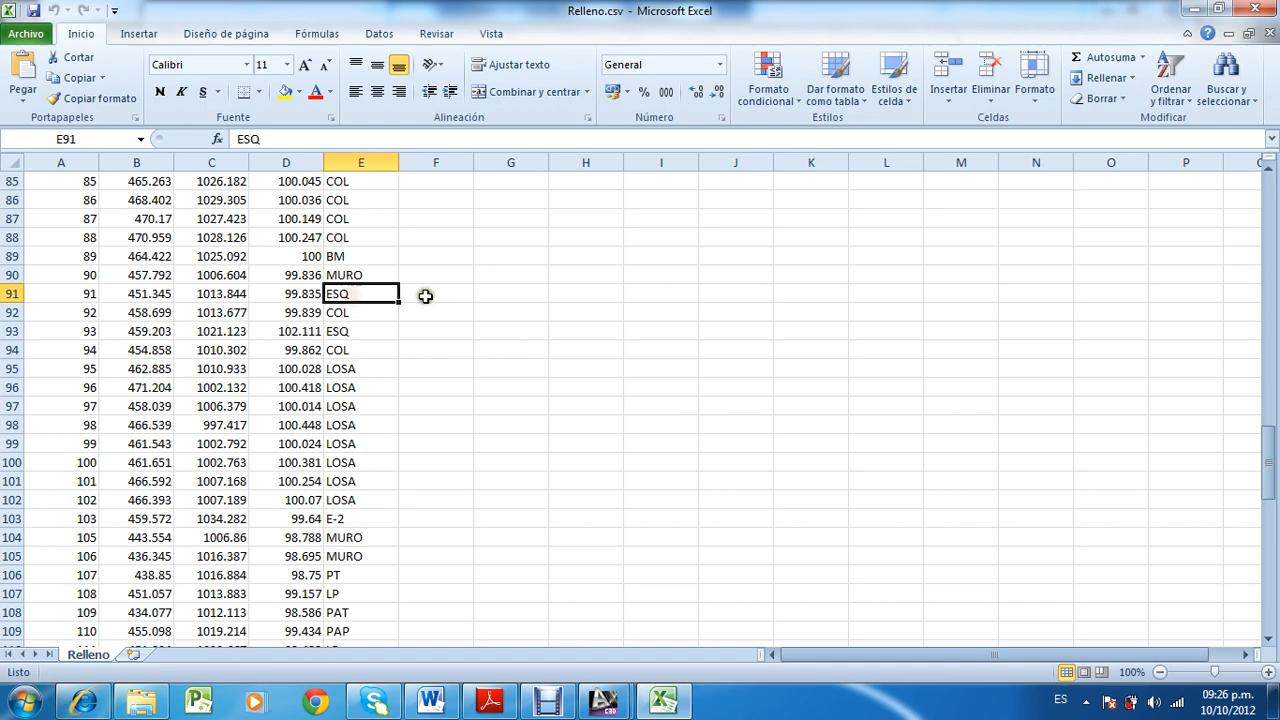 Relleno.csv - Microsoft Excel
Archivo Inicio Insertar Diseño de página Fórmulas Datos Revisar Vista
Pegar
Cortar
Copiar
Copiar formato
Portapapeles
Calibri 11
N K S
Fuente
Ajustar texto
Combinar y centrar
Alineación
General
% 000
Número
Formato condicional
Dar formato como tabla
Estilos de celda
Estilos
Insertar Eliminar Formato
Celdas
Autosuma
Rellenar
Borrar
Ordenar y filtrar
Buscar y seleccionar
Modificar
E91 fx ESQ
A B C D E F G H I J K L M N O P
85 85 465.263 1026.182 100.045 COL
86 86 468.402 1029.305 100.036 COL
87 87 470.17 1027.423 100.149 COL
88 88 470.959 1028.126 100.247 COL
89 89 464.422 1025.092 100 BM
90 90 457.792 1006.604 99.836 MURO
91 91 451.345 1013.844 99.835 ESQ
92 92 458.699 1013.677 99.839 COL
93 93 459.203 1021.123 102.111 ESQ
94 94 454.858 1010.302 99.862 COL
95 95 462.885 1010.933 100.028 LOSA
96 96 471.204 1002.132 100.418 LOSA
97 97 458.039 1006.379 100.014 LOSA
98 98 466.539 997.417 100.448 LOSA
99 99 461.543 1002.792 100.024 LOSA
100 100 461.651 1002.763 100.381 LOSA
101 101 466.592 1007.168 100.254 LOSA
102 102 466.393 1007.189 100.07 LOSA
103 103 459.572 1034.282 99.64 E-2
104 105 443.554 1006.86 98.788 MURO
105 106 436.345 1016.387 98.695 MURO
106 107 438.85 1016.884 98.75 PT
107 108 451.057 1013.883 99.157 LP
108 109 434.077 1012.113 98.586 PAT
109 110 455.098 1019.214 99.434 PAP
Relleno
Listo 100%
ES 09:26 p.m.
10/10/2012